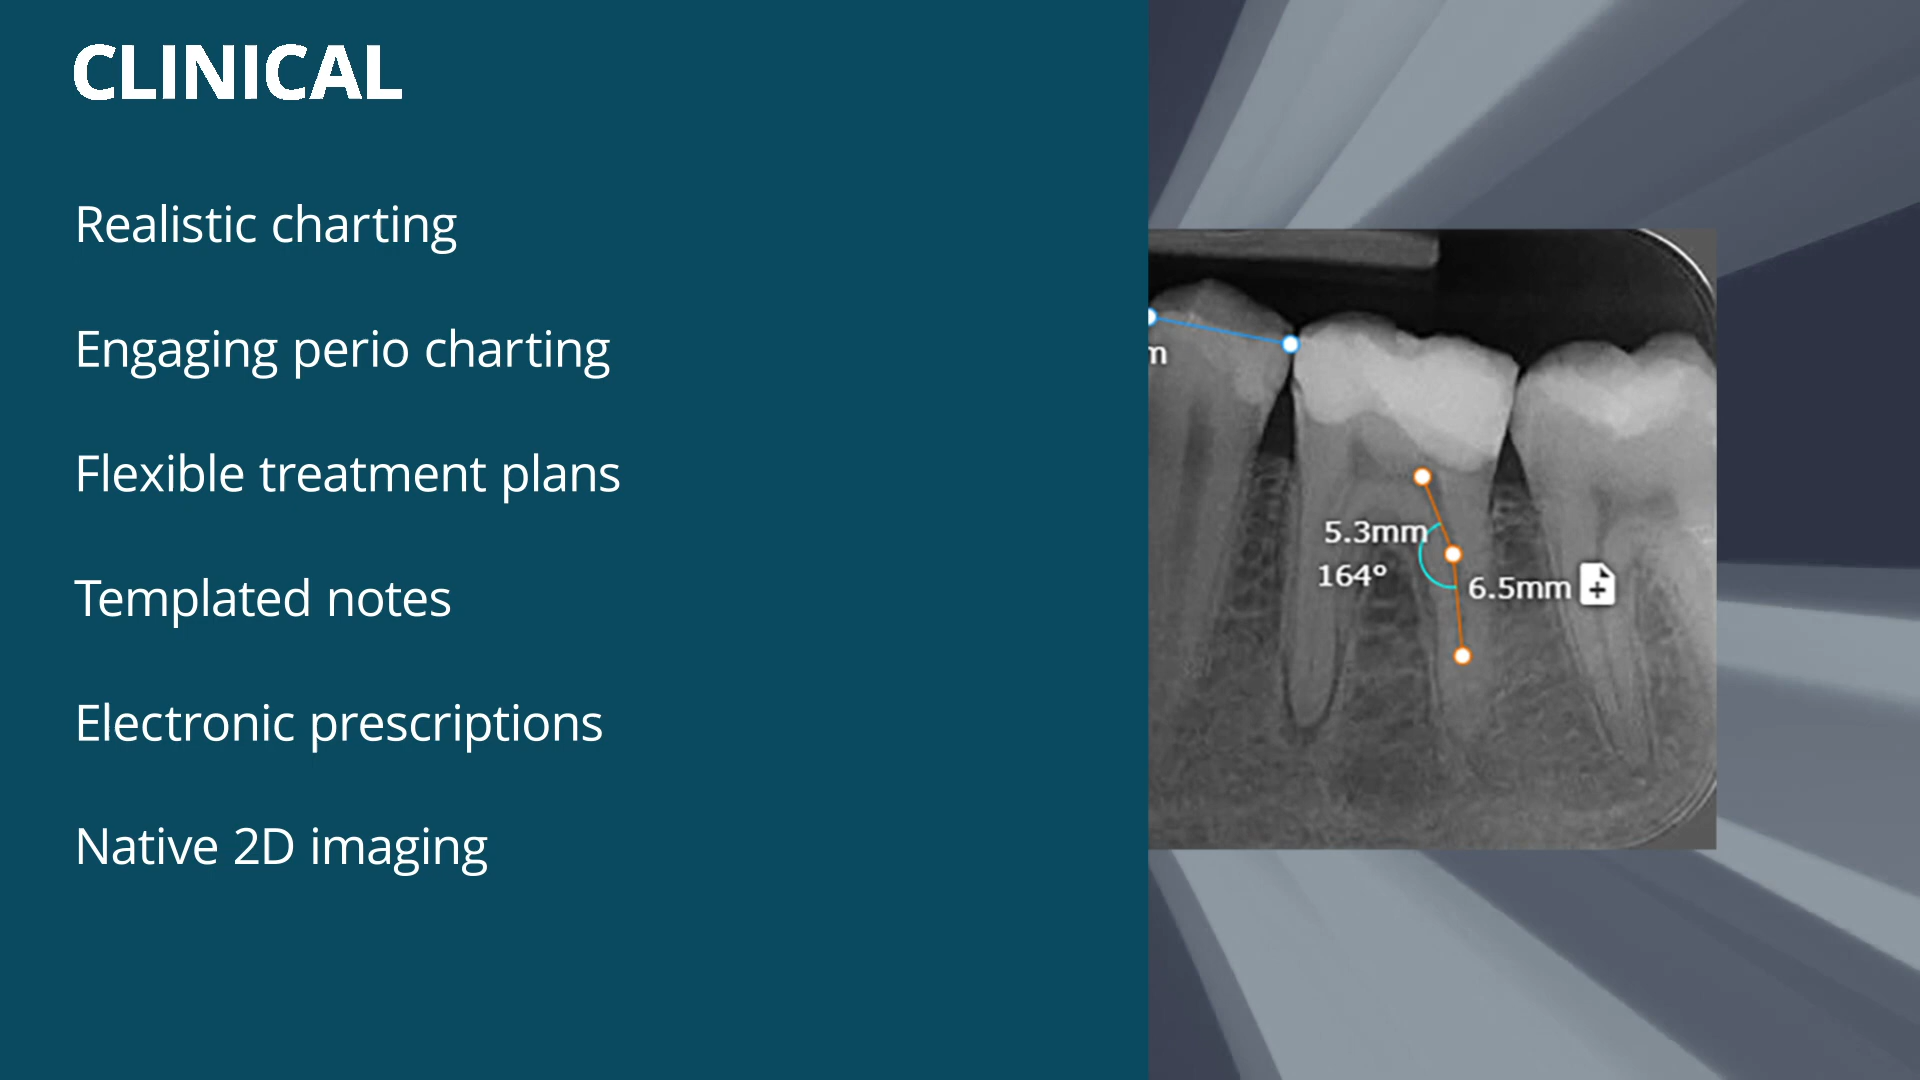 CLINICAL
Realistic charting
Engaging perio charting
Flexible treatment plans
Templated notes
Electronic prescriptions
Native 2D imaging
m
5.3mm
164°
6.5mm